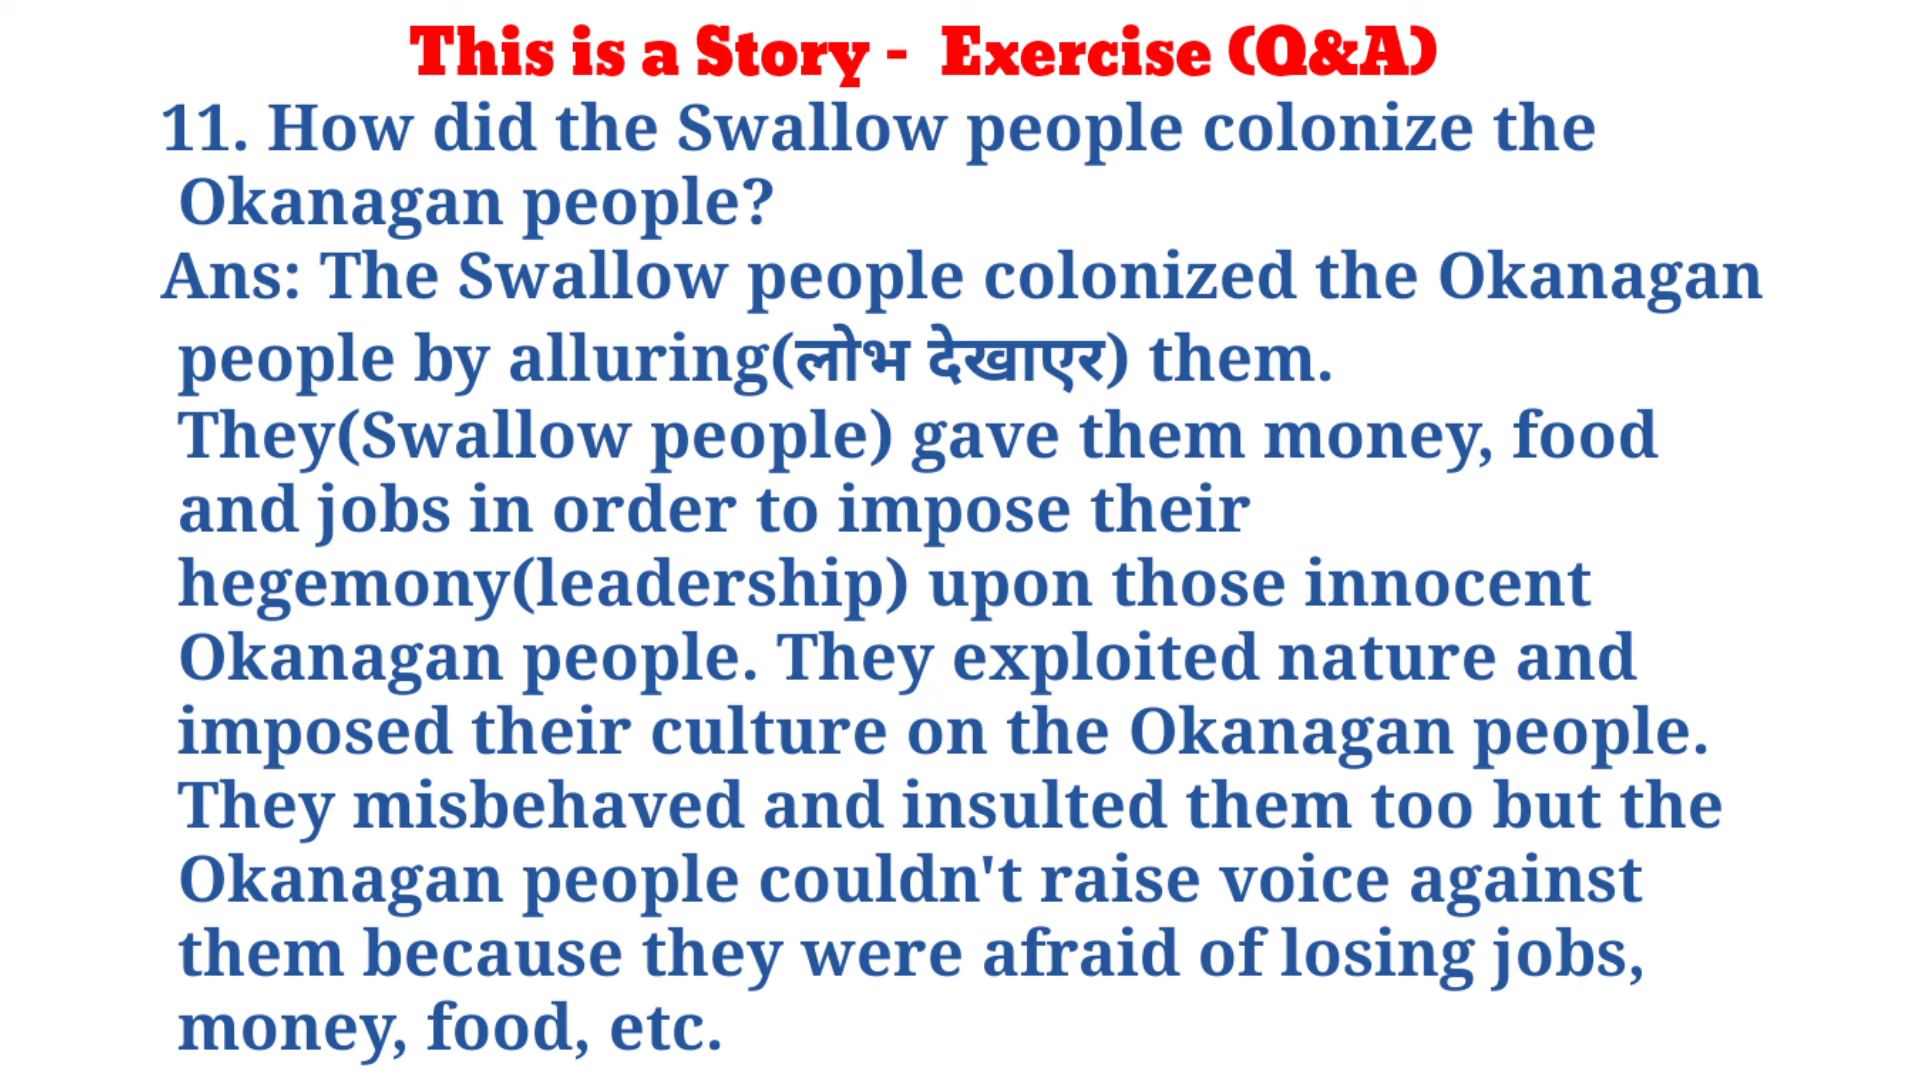 This is a Story - Exercise (Q&A)
11. How did the Swallow people colonize the
Okanagan people?
Ans: The Swallow people colonized the Okanagan
people by alluring(लोभ देखाएर) them.
They(Swallow people) gave them money, food
and jobs in order to impose their
hegemony(leadership) upon those innocent
Okanagan people. They exploited nature and
imposed their culture on the Okanagan people.
They misbehaved and insulted them too but the
Okanagan people couldn't raise voice against
them because they were afraid of losing jobs,
money, food, etc.